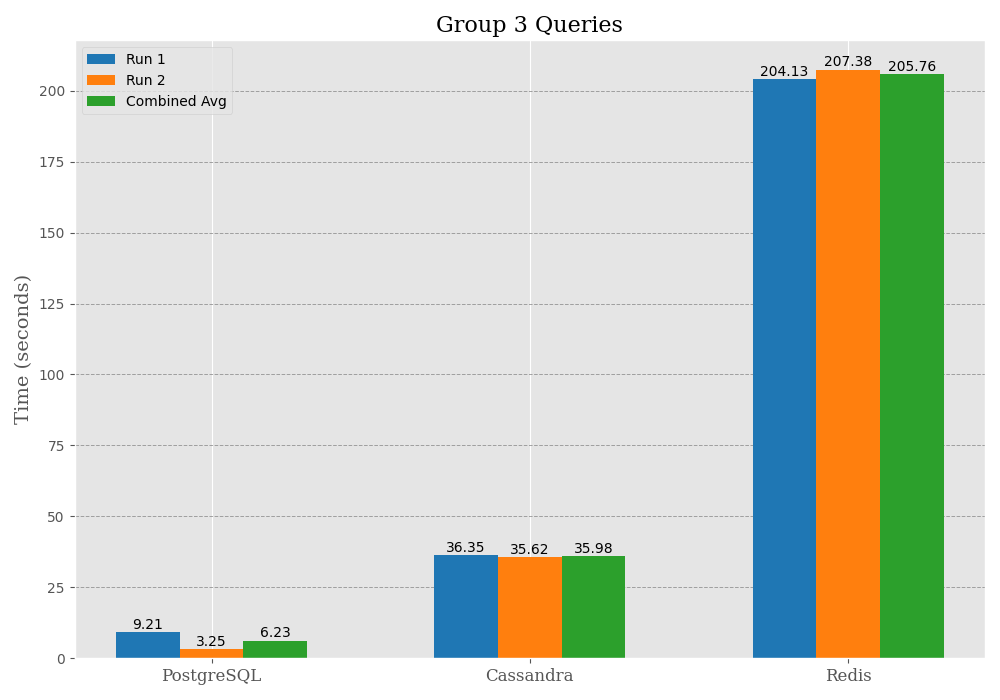 Group 3 Queries
Run 1
Run 2
Combined Avg
Time (seconds)
200
175
150
125
100
75
50
25
0
9.21
3.25
6.23
36.35
35.62
35.98
204.13
207.38
205.76
PostgreSQL
Cassandra
Redis